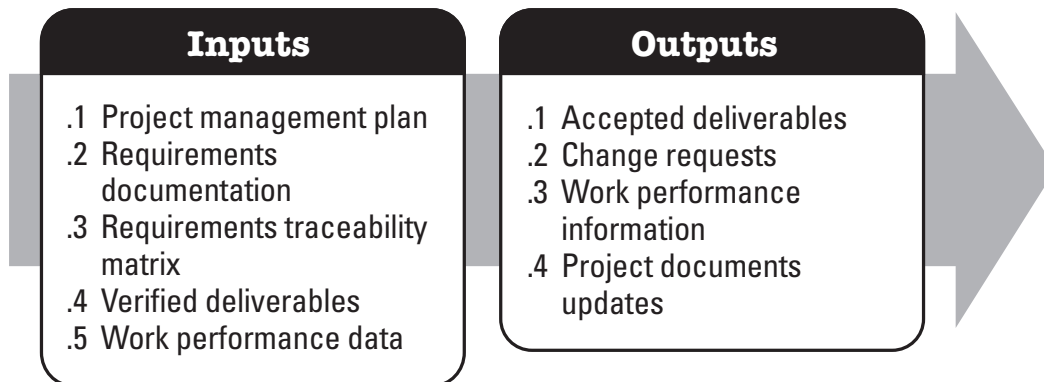 Inputs
.1 Project management plan
.2 Requirements
documentation
.3 Requirements traceability
matrix
.4 Verified deliverables
.5 Work performance data
Outputs
.1 Accepted deliverables
.2 Change requests
.3 Work performance
information
.4 Project documents
updates